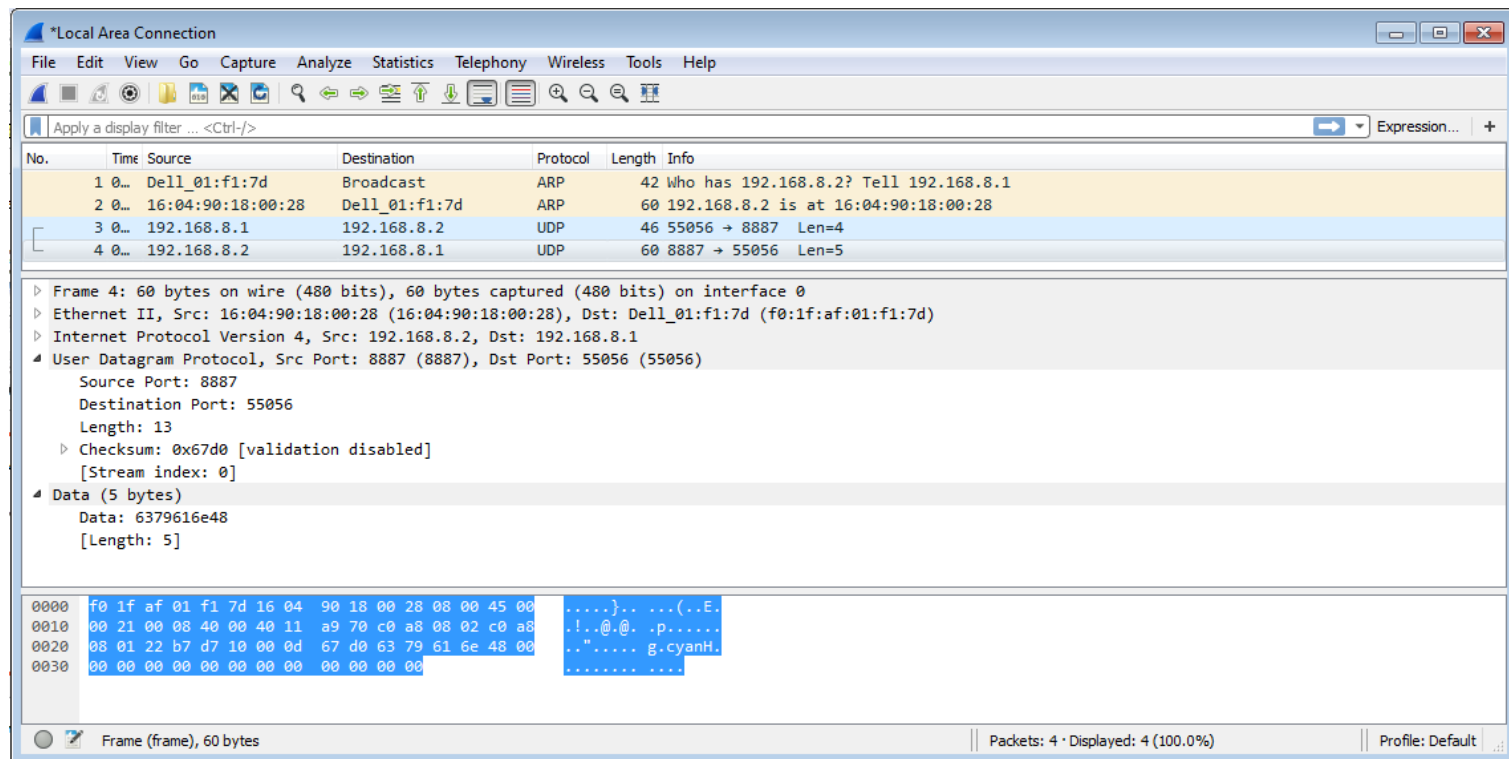 *Local Area Connection
File Edit View Go Capture Analyze Statistics Telephony Wireless Tools Help
Apply a display filter ... <Ctrl-/> Expression... +
No. Time Source Destination Protocol Length Info
1 0... Dell_01:f1:7d Broadcast ARP 42 Who has 192.168.8.2? Tell 192.168.8.1
2 0... 16:04:90:18:00:28 Dell_01:f1:7d ARP 60 192.168.8.2 is at 16:04:90:18:00:28
3 0... 192.168.8.1 192.168.8.2 UDP 46 55056 → 8887 Len=4
4 0... 192.168.8.2 192.168.8.1 UDP 60 8887 → 55056 Len=5
Frame 4: 60 bytes on wire (480 bits), 60 bytes captured (480 bits) on interface 0
Ethernet II, Src: 16:04:90:18:00:28 (16:04:90:18:00:28), Dst: Dell_01:f1:7d (f0:1f:af:01:f1:7d)
Internet Protocol Version 4, Src: 192.168.8.2, Dst: 192.168.8.1
User Datagram Protocol, Src Port: 8887 (8887), Dst Port: 55056 (55056)
Source Port: 8887
Destination Port: 55056
Length: 13
Checksum: 0x67d0 [validation disabled]
[Stream index: 0]
Data (5 bytes)
Data: 6379616e48
[Length: 5]
0000 f0 1f af 01 f1 7d 16 04 90 18 00 28 08 00 45 00 .....}.. ...(..E.
0010 00 21 00 08 40 00 40 11 a9 70 c0 a8 08 02 c0 a8 .!..@.@. .p......
0020 08 01 22 b7 d7 10 00 0d 67 d0 63 79 61 6e 48 00 .."..... g.cyanH.
0030 00 00 00 00 00 00 00 00 00 00 00 00 ........ ....
Frame (frame), 60 bytes Packets: 4 · Displayed: 4 (100.0%) Profile: Default